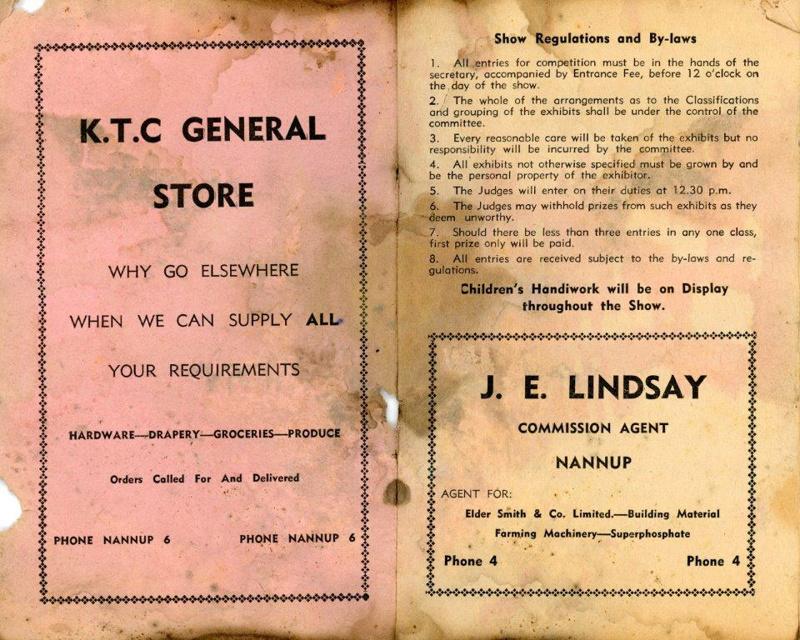 K.T.C GENERAL
STORE
WHY GO ELSEWHERE
WHEN WE CAN SUPPLY ALL
YOUR REQUIREMENTS
HARDWARE—DRAPERY—GROCERIES—PRODUCE
Orders Called For And Delivered
PHONE NANNUP 6 PHONE NANNUP 6
Show Regulations and By-laws
1. All entries for competition must be in the hands of the
secretary, accompanied by Entrance Fee, before 12 o'clock on
the day of the show.
2. The whole of the arrangements as to the Classifications
and grouping of the exhibits shall be under the control of the
committee.
3. Every reasonable care will be taken of the exhibits but no
responsibility will be incurred by the committee.
4. All exhibits not otherwise specified must be grown by and
be the personal property of the exhibitor.
5. The Judges will enter on their duties at 12.30 p.m.
6. The Judges may withhold prizes from such exhibits as they
deem unworthy.
7. Should there be less than three entries in any one class,
first prize only will be paid.
8. All entries are received subject to the by-laws and re-
gulations.
Children's Handiwork will be on Display
throughout the Show.
J. E. LINDSAY
COMMISSION AGENT
NANNUP
AGENT FOR:
Elder Smith & Co. Limited.—Building Material
Farming Machinery—Superphosphate
Phone 4 Phone 4